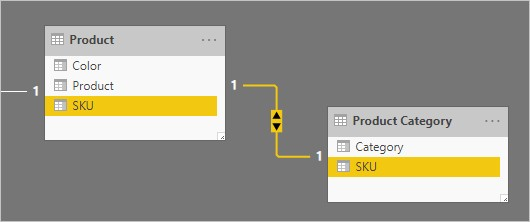 Product ...
Color
1
Product
1
SKU
Product Category ...
Category
1
SKU